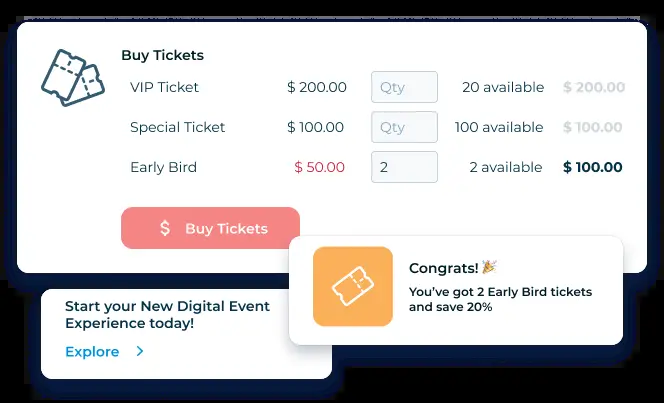 Buy Tickets
VIP Ticket $ 200.00 Qty 20 available $ 200.00
Special Ticket $ 100.00 Qty 100 available $ 100.00
Early Bird $ 50.00 2 2 available $ 100.00
$ Buy Tickets
Congrats! 🎉
You’ve got 2 Early Bird tickets
and save 20%
Start your New Digital Event
Experience today!
Explore >